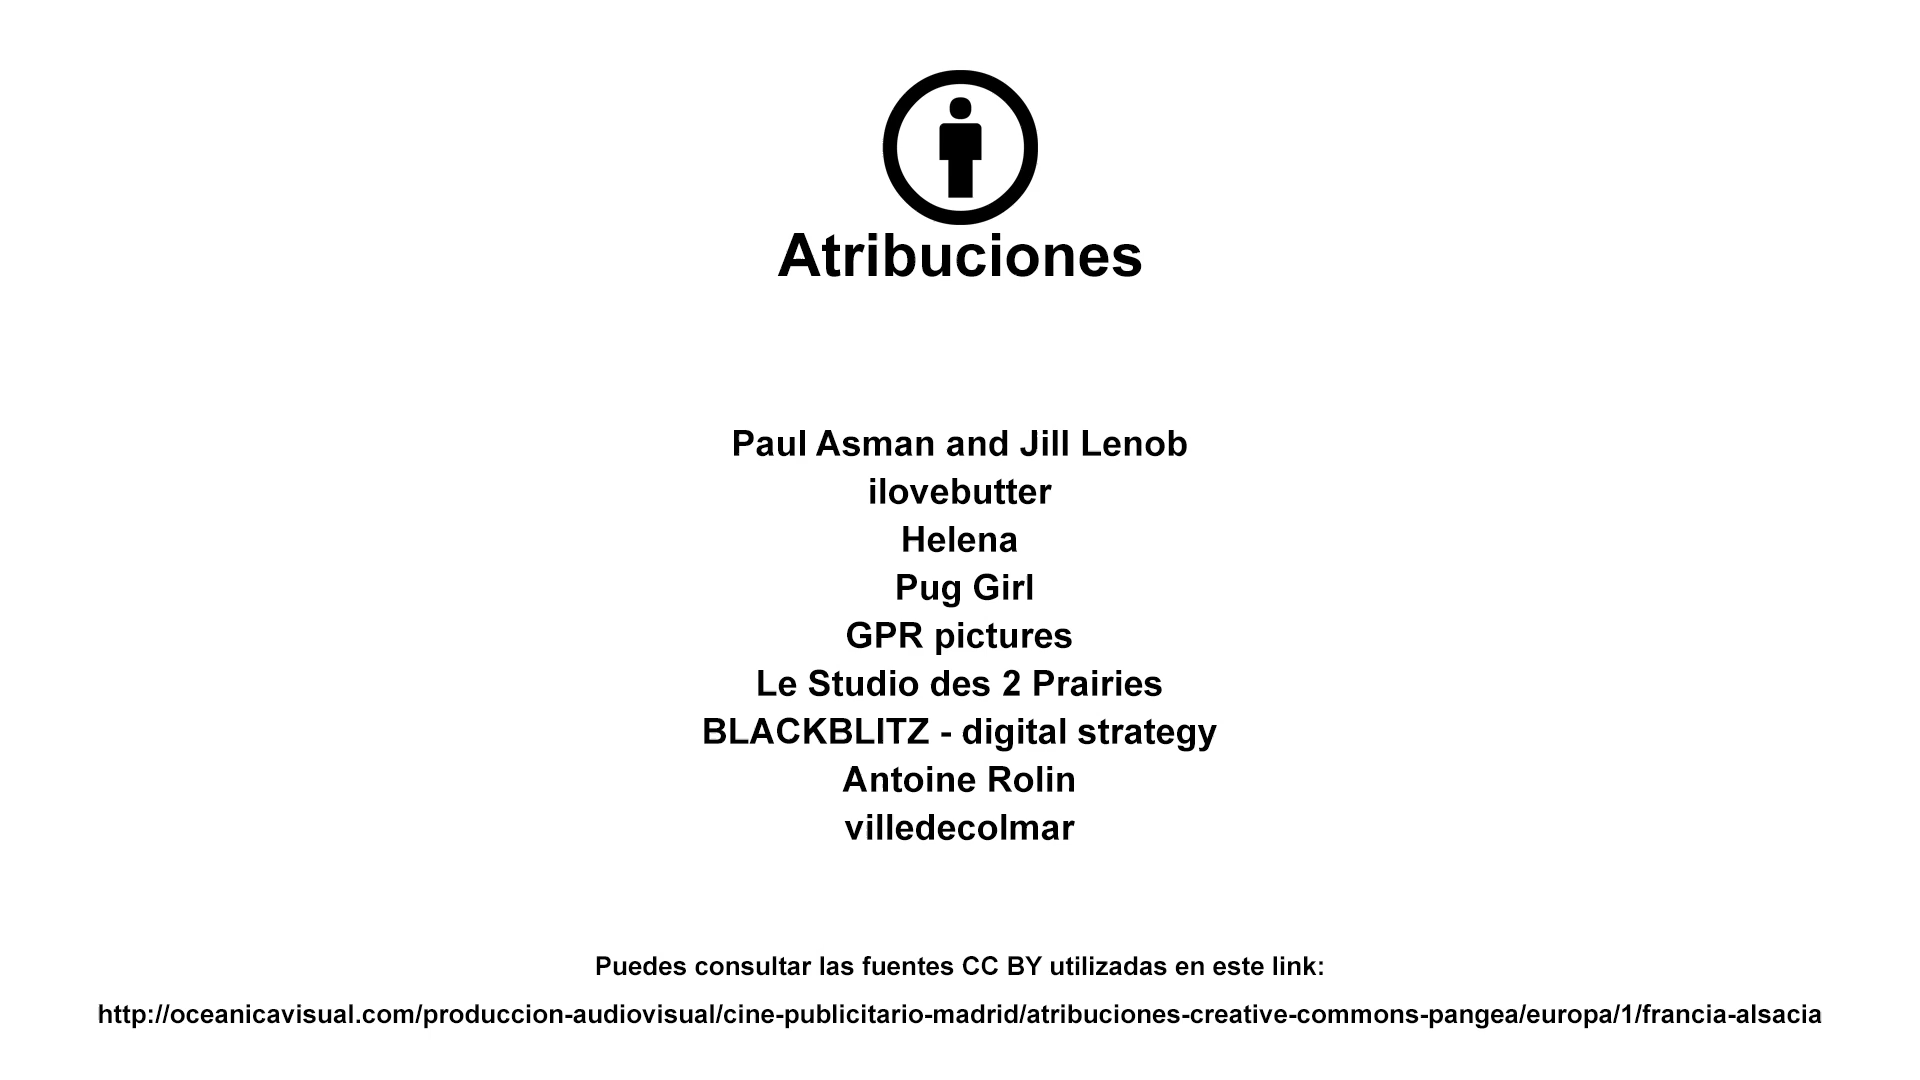 Atribuciones
Paul Asman and Jill Lenob
ilovebutter
Helena
Pug Girl
GPR pictures
Le Studio des 2 Prairies
BLACKBLITZ - digital strategy
Antoine Rolin
villedecolmar
Puedes consultar las fuentes CC BY utilizadas en este link:
http://oceanicavisual.com/produccion-audiovisual/cine-publicitario-madrid/atribuciones-creative-commons-pangea/europa/1/francia-alsacia